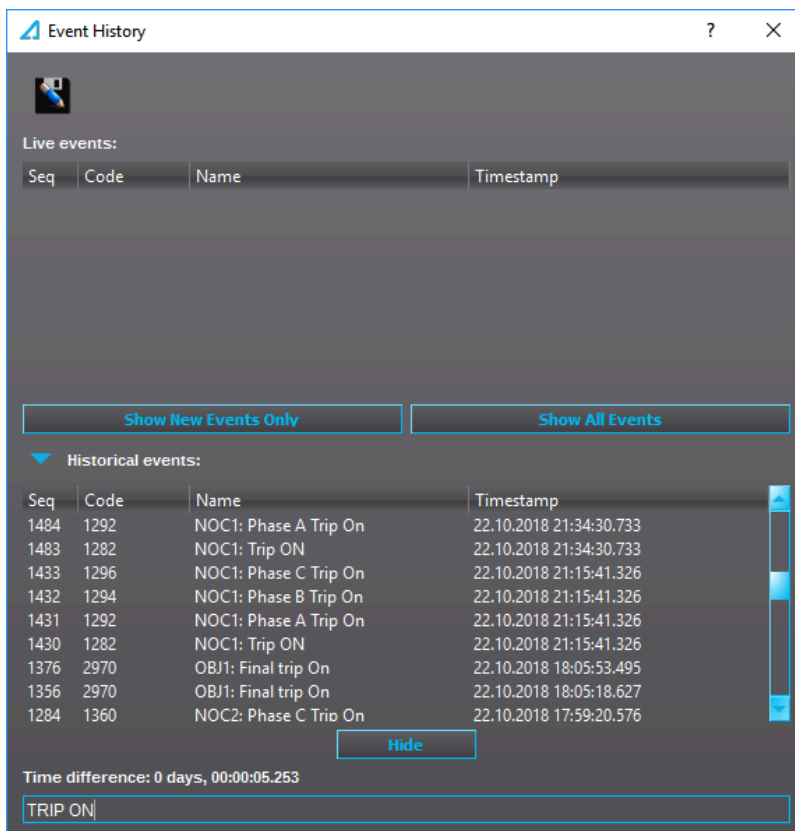 Event History ?
Live events:
Seq Code Name Timestamp
Show New Events Only Show All Events
Historical events:
Seq Code Name Timestamp
1484 1292 NOC1: Phase A Trip On 22.10.2018 21:34:30.733
1483 1282 NOC1: Trip ON 22.10.2018 21:34:30.733
1433 1296 NOC1: Phase C Trip On 22.10.2018 21:15:41.326
1432 1294 NOC1: Phase B Trip On 22.10.2018 21:15:41.326
1431 1292 NOC1: Phase A Trip On 22.10.2018 21:15:41.326
1430 1282 NOC1: Trip ON 22.10.2018 21:15:41.326
1376 2970 OBJ1: Final trip On 22.10.2018 18:05:53.495
1356 2970 OBJ1: Final trip On 22.10.2018 18:05:18.627
1284 1360 NOC2: Phase C Trip On 22.10.2018 17:59:20.576
Hide
Time difference: 0 days, 00:00:05.253
TRIP ON